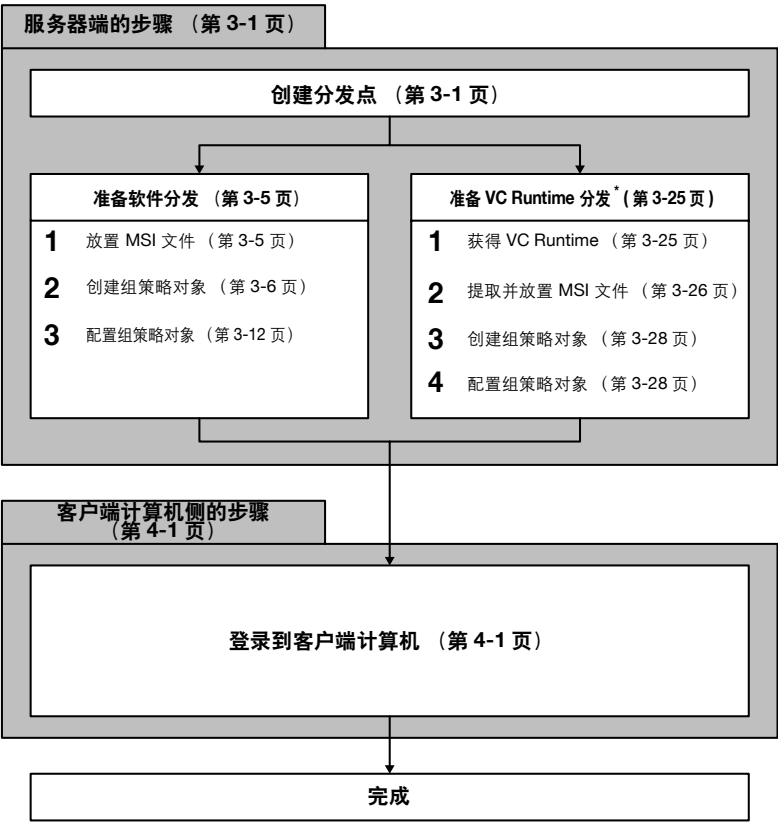 服务器端的步骤 （第 3-1 页）
创建分发点 （第 3-1 页）
准备软件分发 （第 3-5 页）
1 放置 MSI 文件 （第 3-5 页）
2 创建组策略对象 （第 3-6 页）
3 配置组策略对象 （第 3-12 页）
准备 VC Runtime 分发* ( 第 3-25 页 )
1 获得 VC Runtime （第 3-25 页）
2 提取并放置 MSI 文件 （第 3-26 页）
3 创建组策略对象 （第 3-28 页）
4 配置组策略对象 （第 3-28 页）
客户端计算机侧的步骤
（第 4-1 页）
登录到客户端计算机 （第 4-1 页）
完成